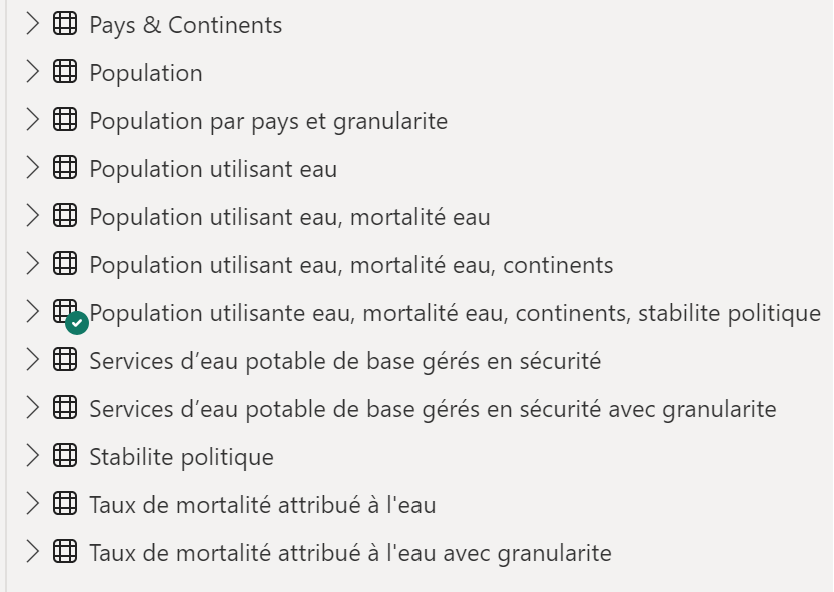 Pays & Continents
Population
Population par pays et granularite
Population utilisant eau
Population utilisant eau, mortalité eau
Population utilisant eau, mortalité eau, continents
Population utilisante eau, mortalité eau, continents, stabilite politique
Services d’eau potable de base gérés en sécurité
Services d’eau potable de base gérés en sécurité avec granularite
Stabilite politique
Taux de mortalité attribué à l'eau
Taux de mortalité attribué à l'eau avec granularite